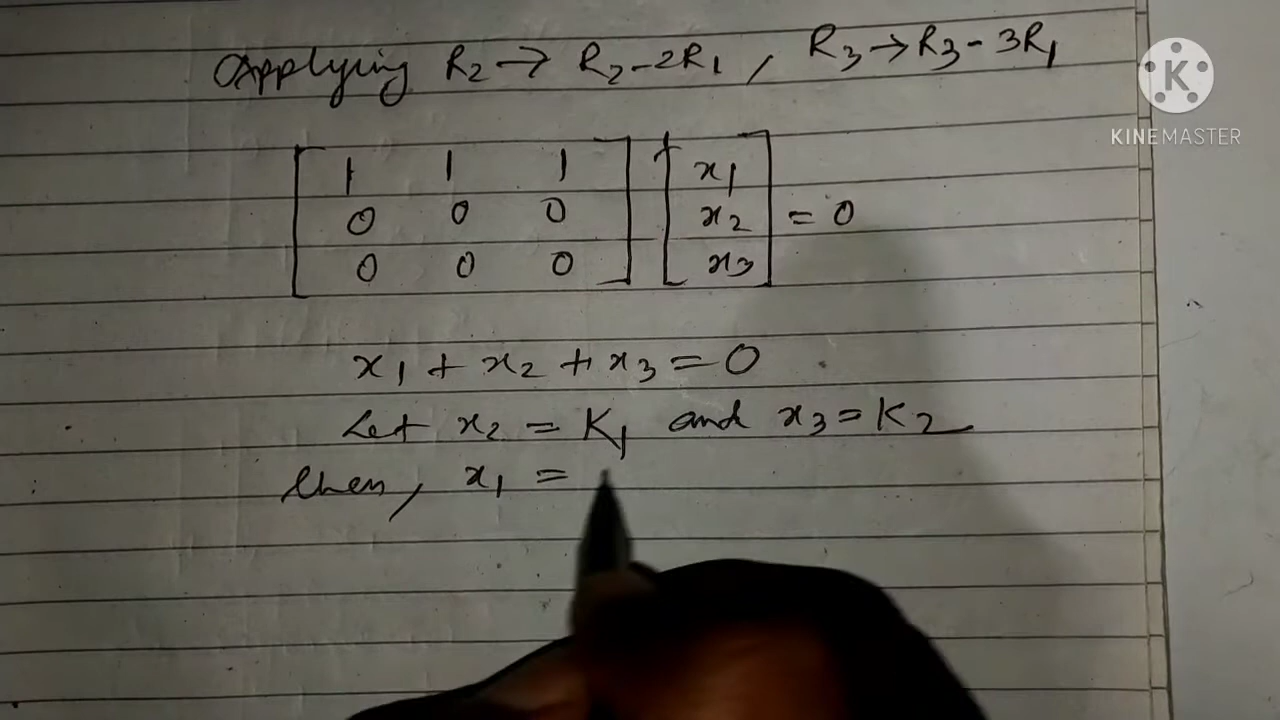 Applying R2 → R2 - 2R1 , R3 → R3 - 3R1
K
KINEMASTER
1 1 1 x1
0 0 0 x2 = 0
0 0 0 x3
x1 + x2 + x3 = 0
Let x2 = K1 and x3 = K2
then, x1 =